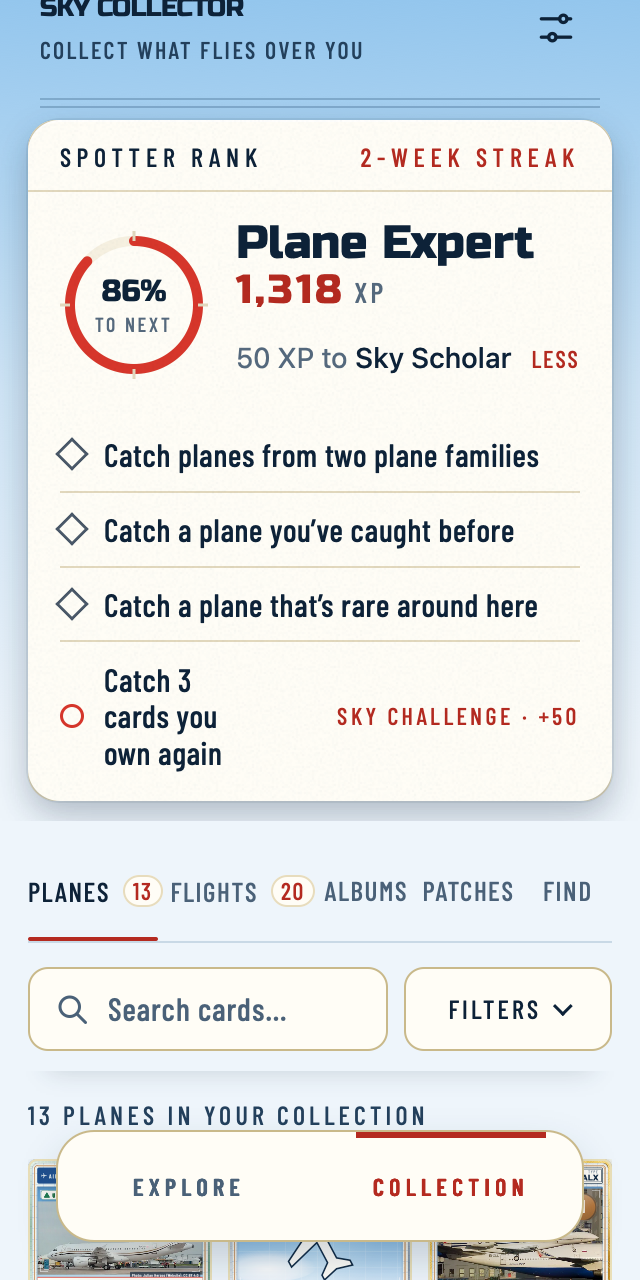 SKY COLLECTOR
COLLECT WHAT FLIES OVER YOU
SPOTTER RANK
2-WEEK STREAK
86%
TO NEXT
Plane Expert
1,318 XP
50 XP to Sky Scholar LESS
Catch planes from two plane families
Catch a plane you’ve caught before
Catch a plane that’s rare around here
Catch 3
cards you
own again
SKY CHALLENGE · +50
PLANES 13 FLIGHTS 20 ALBUMS PATCHES FIND
Search cards...
FILTERS
13 PLANES IN YOUR COLLECTION
EXPLORE
COLLECTION